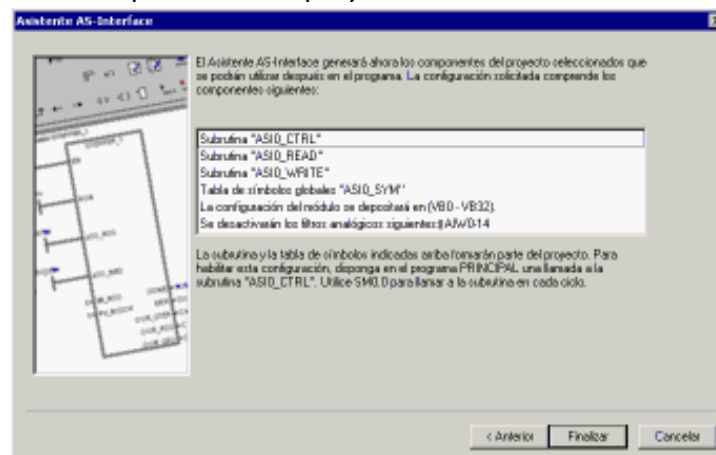 Asistente AS-Interface
El Asistente AS-Interface generará ahora los componentes del proyecto seleccionados que
se podrán utilizar después en el programa. La configuración solicitada comprende los
componentes siguientes:
Subrutina "ASI0_CTRL"
Subrutina "ASI0_READ"
Subrutina "ASI0_WRITE"
Tabla de símbolos globales "ASI0_SYM"
La configuración del módulo se depositará en (VB0 - VB32).
Se desactivarán los filtros analógicos siguientes:
La subrutina y la tabla de símbolos indicadas arriba formarán parte del proyecto. Para
habilitar esta configuración, disponga en el programa PRINCIPAL una llamada a la
subrutina "ASI0_CTRL". Utilice SM0.0 para llamar a la subrutina en cada ciclo.
< Anterior
Finalizar
Cancelar